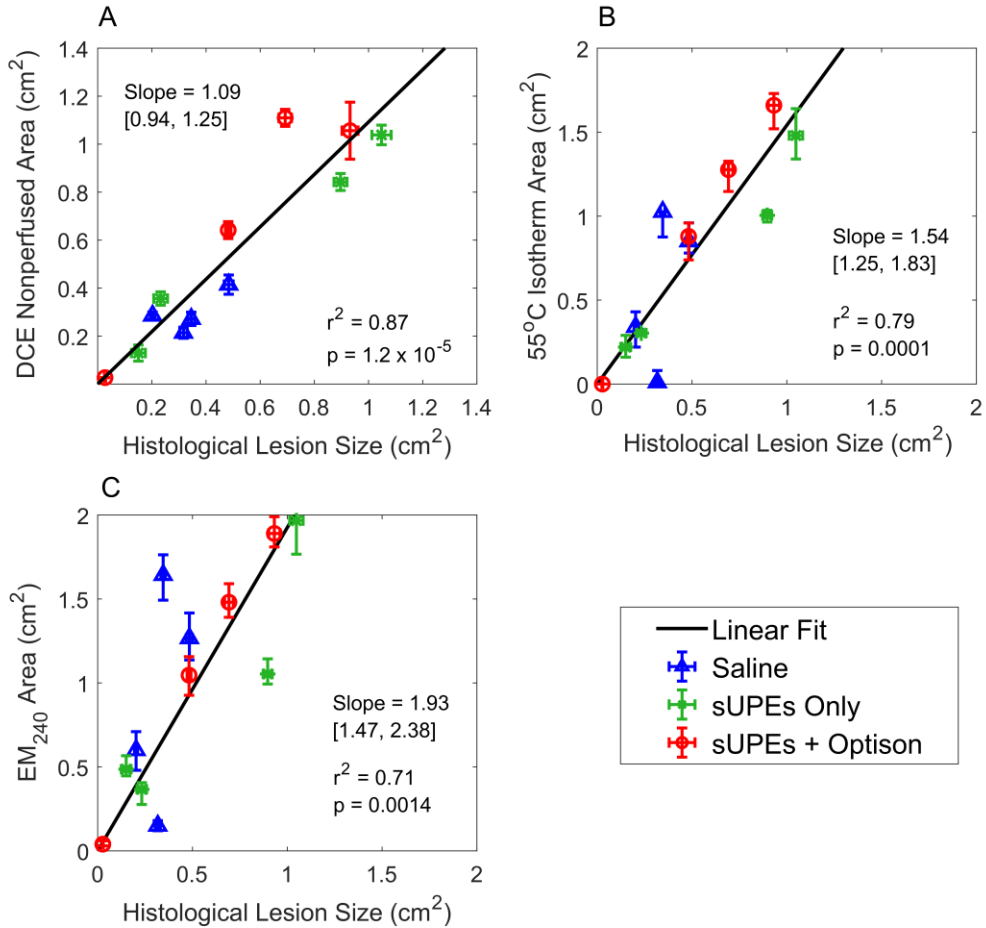 A
DCE Nonperfused Area (cm²)
1.4
1.2
1
0.8
0.6
0.4
0.2
Slope = 1.09
[0.94, 1.25]
r² = 0.87
p = 1.2 x 10⁻⁵
0.2 0.4 0.6 0.8 1 1.2 1.4
Histological Lesion Size (cm²)
B
55°C Isotherm Area (cm²)
2
1.5
1
0.5
0
Slope = 1.54
[1.25, 1.83]
r² = 0.79
p = 0.0001
0 0.5 1 1.5 2
Histological Lesion Size (cm²)
C
EM₂₄₀ Area (cm²)
2
1.5
1
0.5
0
Slope = 1.93
[1.47, 2.38]
r² = 0.71
p = 0.0014
0 0.5 1 1.5 2
Histological Lesion Size (cm²)
Linear Fit
Saline
sUPEs Only
sUPEs + Optison